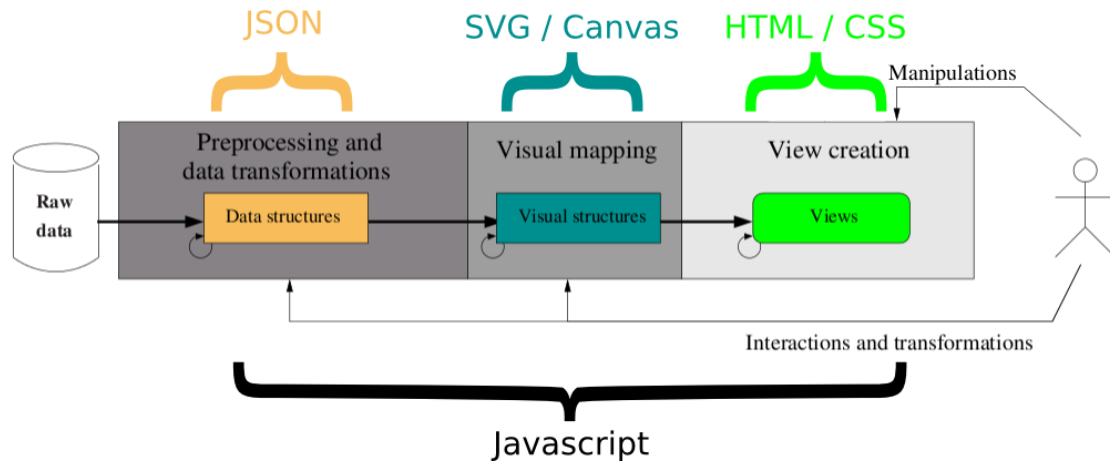 JSON
SVG / Canvas
HTML / CSS
Manipulations
Preprocessing and
data transformations
Visual mapping
View creation
Raw
data
Data structures
Visual structures
Views
Interactions and transformations
Javascript